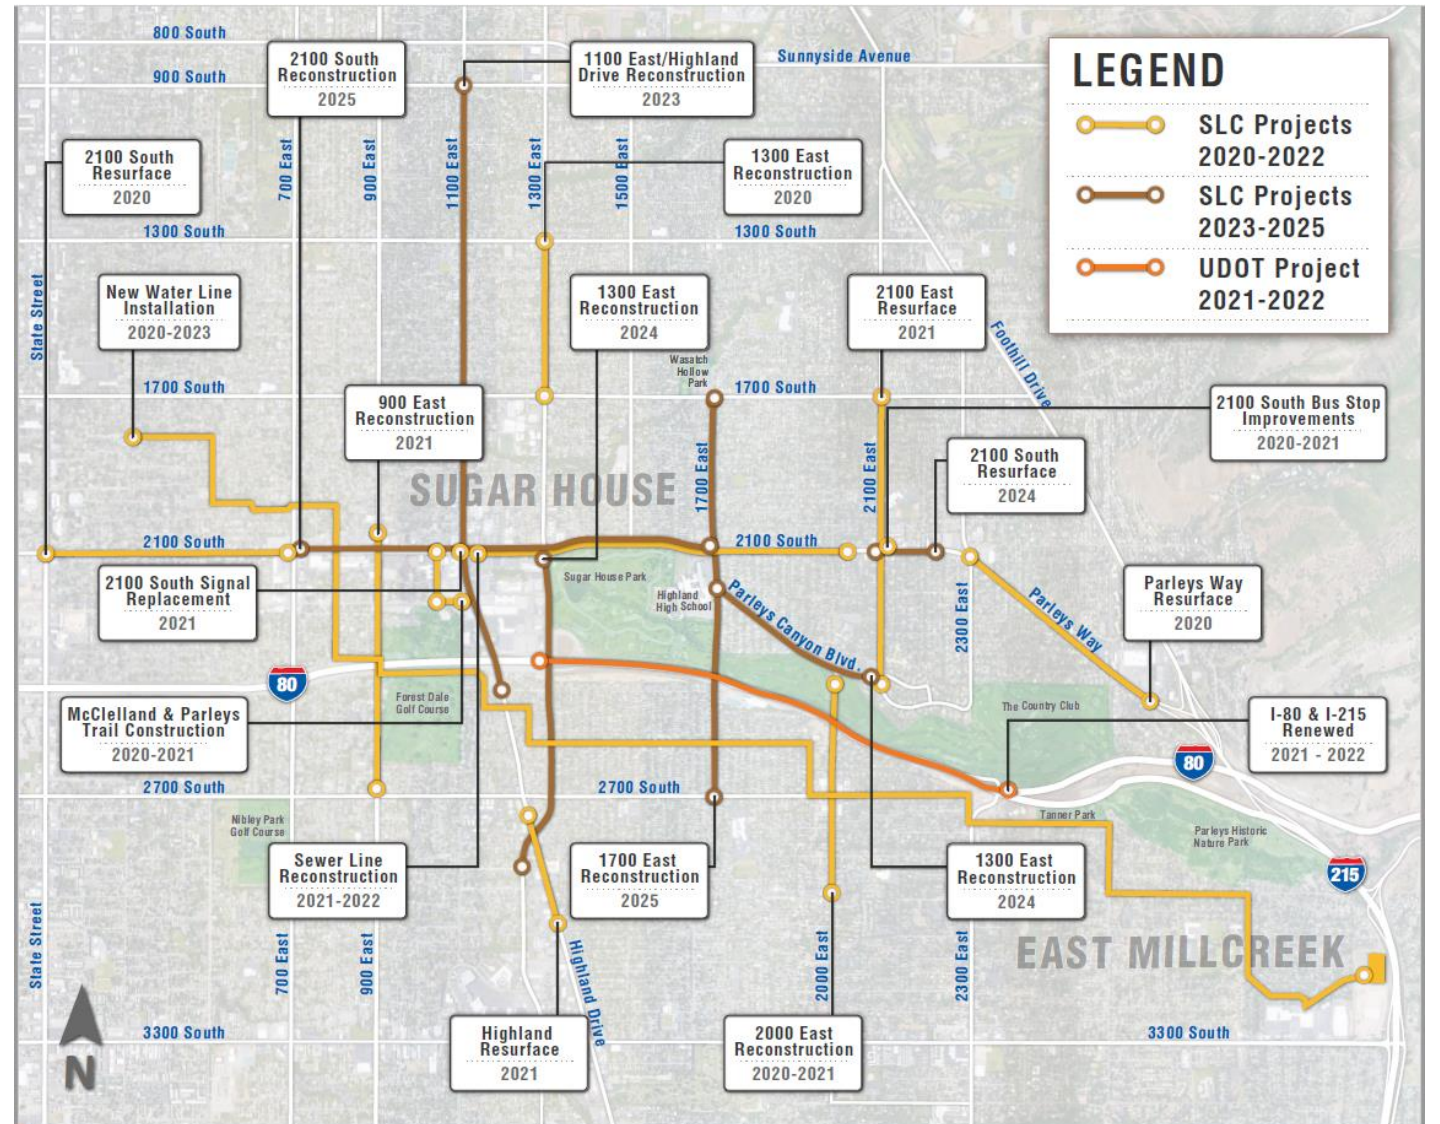 800 South
900 South
2100 South
Reconstruction
2025
1100 East/Highland
Drive Reconstruction
2023
Sunnyside Avenue
LEGEND
SLC Projects
2020-2022
SLC Projects
2023-2025
UDOT Project
2021-2022
2100 South
Resurface
2020
700 East
900 East
1100 East
1300 East
1500 East
1300 East
Reconstruction
2020
1300 South
1300 South
State Street
New Water Line
Installation
2020-2023
1300 East
Reconstruction
2024
2100 East
Resurface
2021
Foothill Drive
Wasatch
Hollow
Park
1700 South
1700 South
900 East
Reconstruction
2021
2100 South Bus Stop
Improvements
2020-2021
SUGAR HOUSE
1700 East
2100 East
2100 South
Resurface
2024
2100 South
2100 South
2100 South Signal
Replacement
2021
Sugar House Park
Highland
High School
Parleys Canyon Blvd.
2300 East
Parleys Way
Parleys Way
Resurface
2020
80
Forest Dale
Golf Course
The Country Club
McClelland & Parleys
Trail Construction
2020-2021
I-80 & I-215
Renewed
2021 - 2022
80
2700 South
2700 South
Nibley Park
Golf Course
Tanner Park
Parleys Historic
Nature Park
Sewer Line
Reconstruction
2021-2022
1700 East
Reconstruction
2025
1300 East
Reconstruction
2024
215
State Street
700 East
900 East
Highland Drive
2000 East
2300 East
EAST MILLCREEK
N
3300 South
Highland
Resurface
2021
2000 East
Reconstruction
2020-2021
3300 South